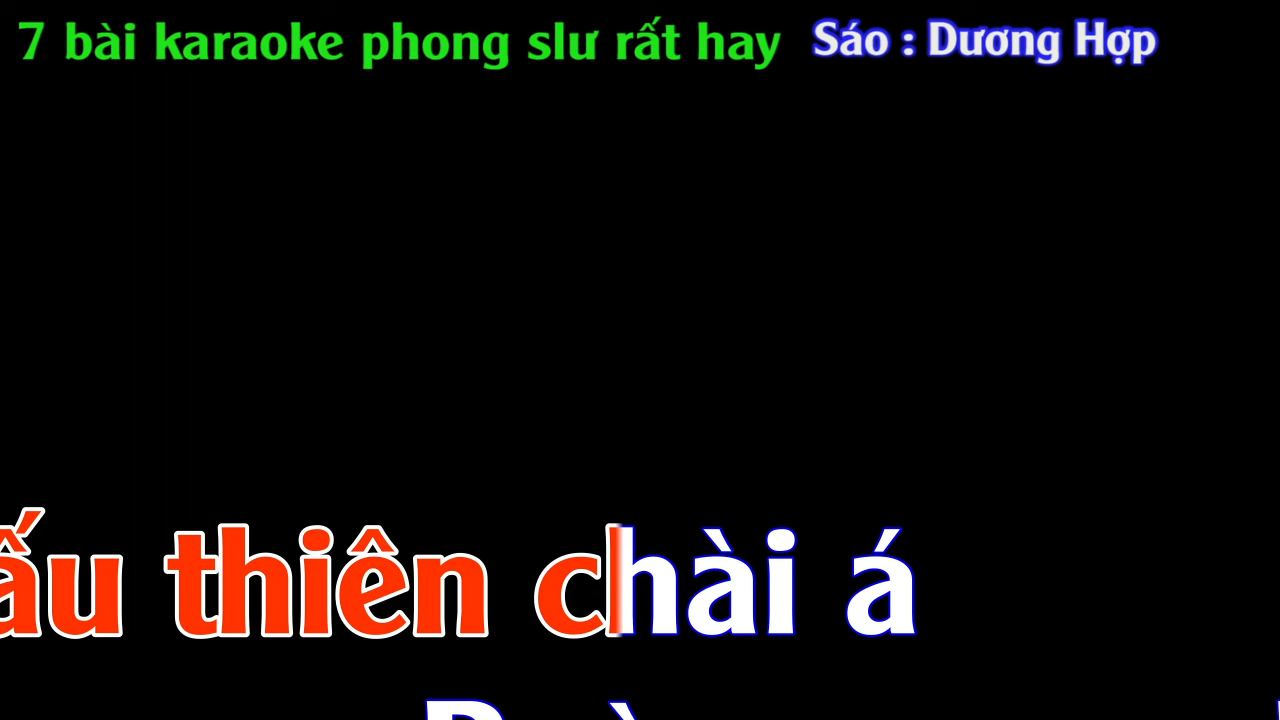 7 bài karaoke phong slư rất hay Sáo : Dương Hợp
ấu thiên chài á